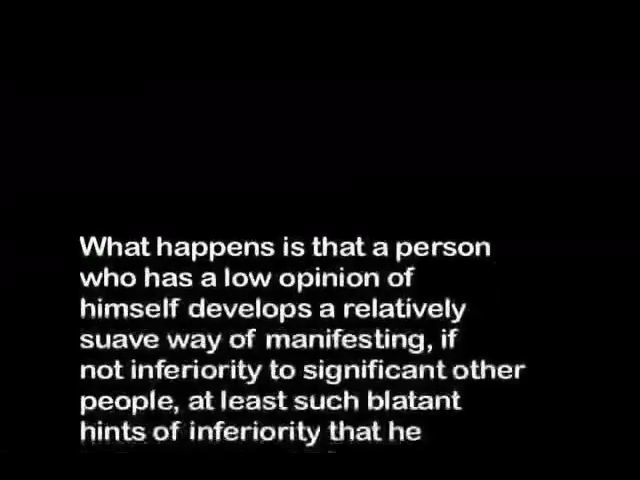 What happens is that a person
who has a low opinion of
himself develops a relatively
suave way of manifesting, if
not inferiority to significant other
people, at least such blatant
hints of inferiority that he